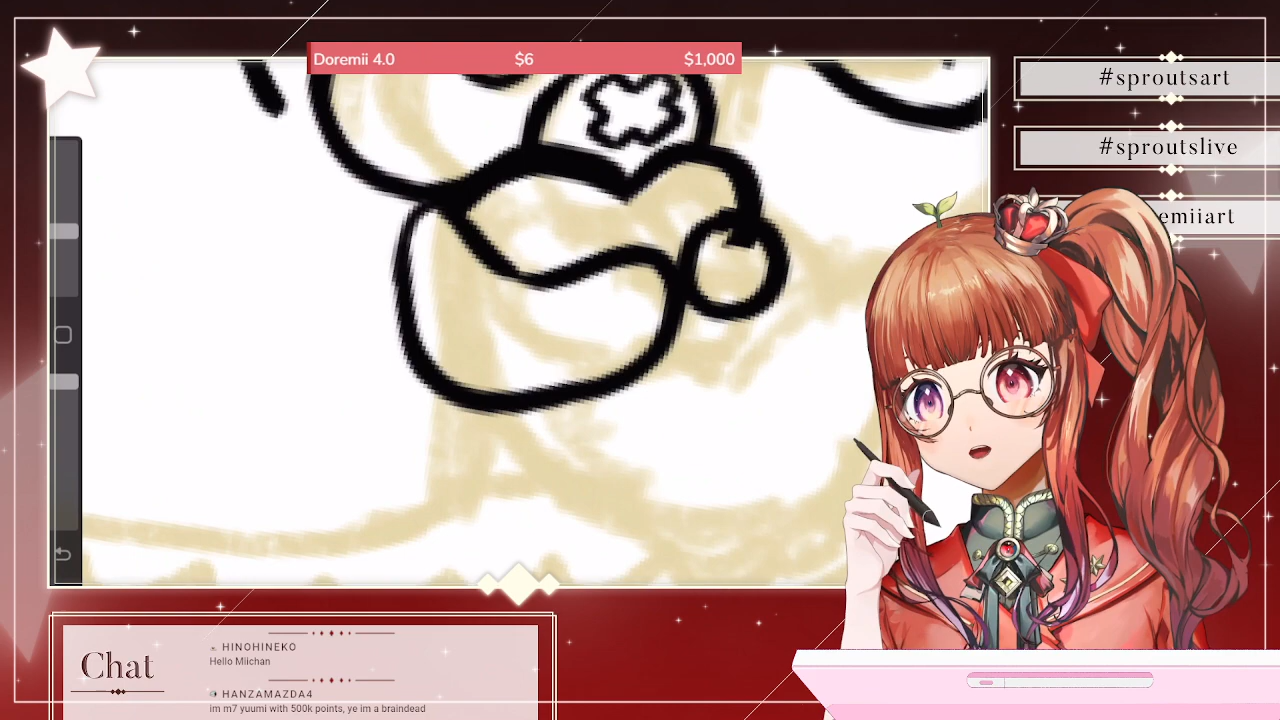 Doremii 4.0 $6 $1,000
#sproutsart
#sproutslive
emiiart
Chat
HINOHINEKO
Hello Miichan
HANZAMAZDA4
im m7 yuumi with 500k points, ye im a braindead